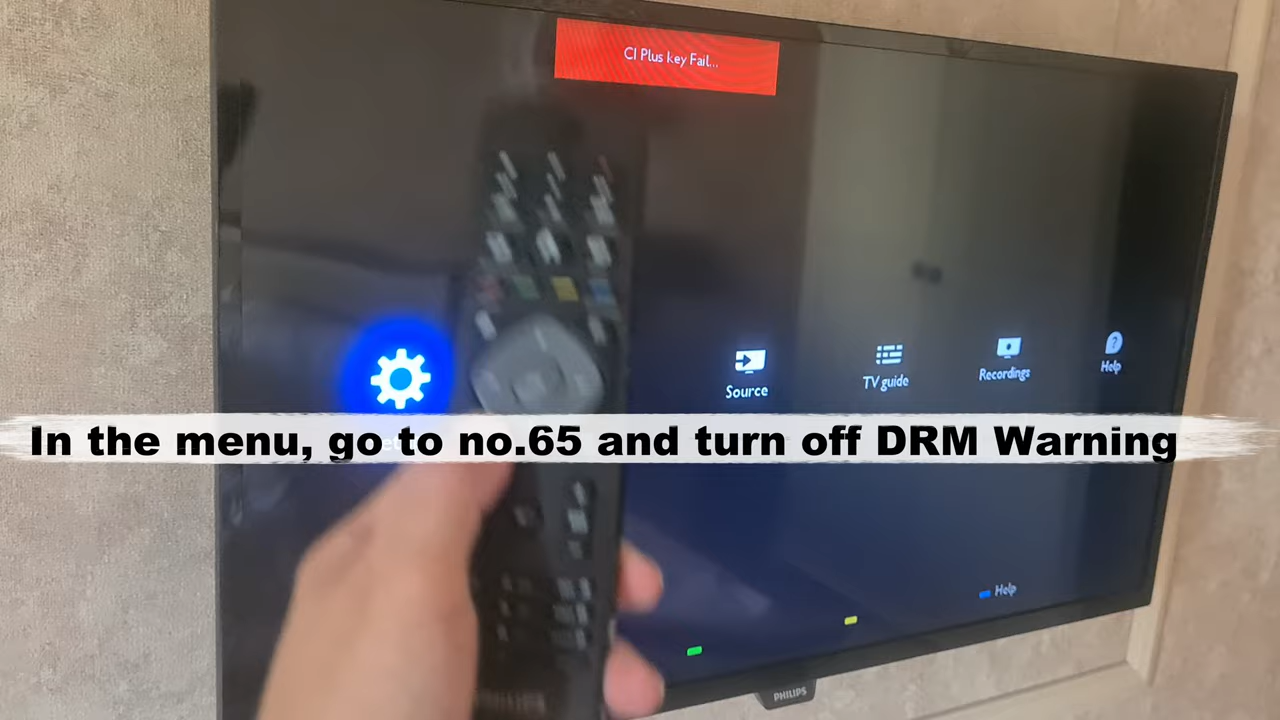 CI Plus key Fail...
Source
TV guide
Recordings
Help
In the menu, go to no.65 and turn off DRM Warning
Help
PHILIPS